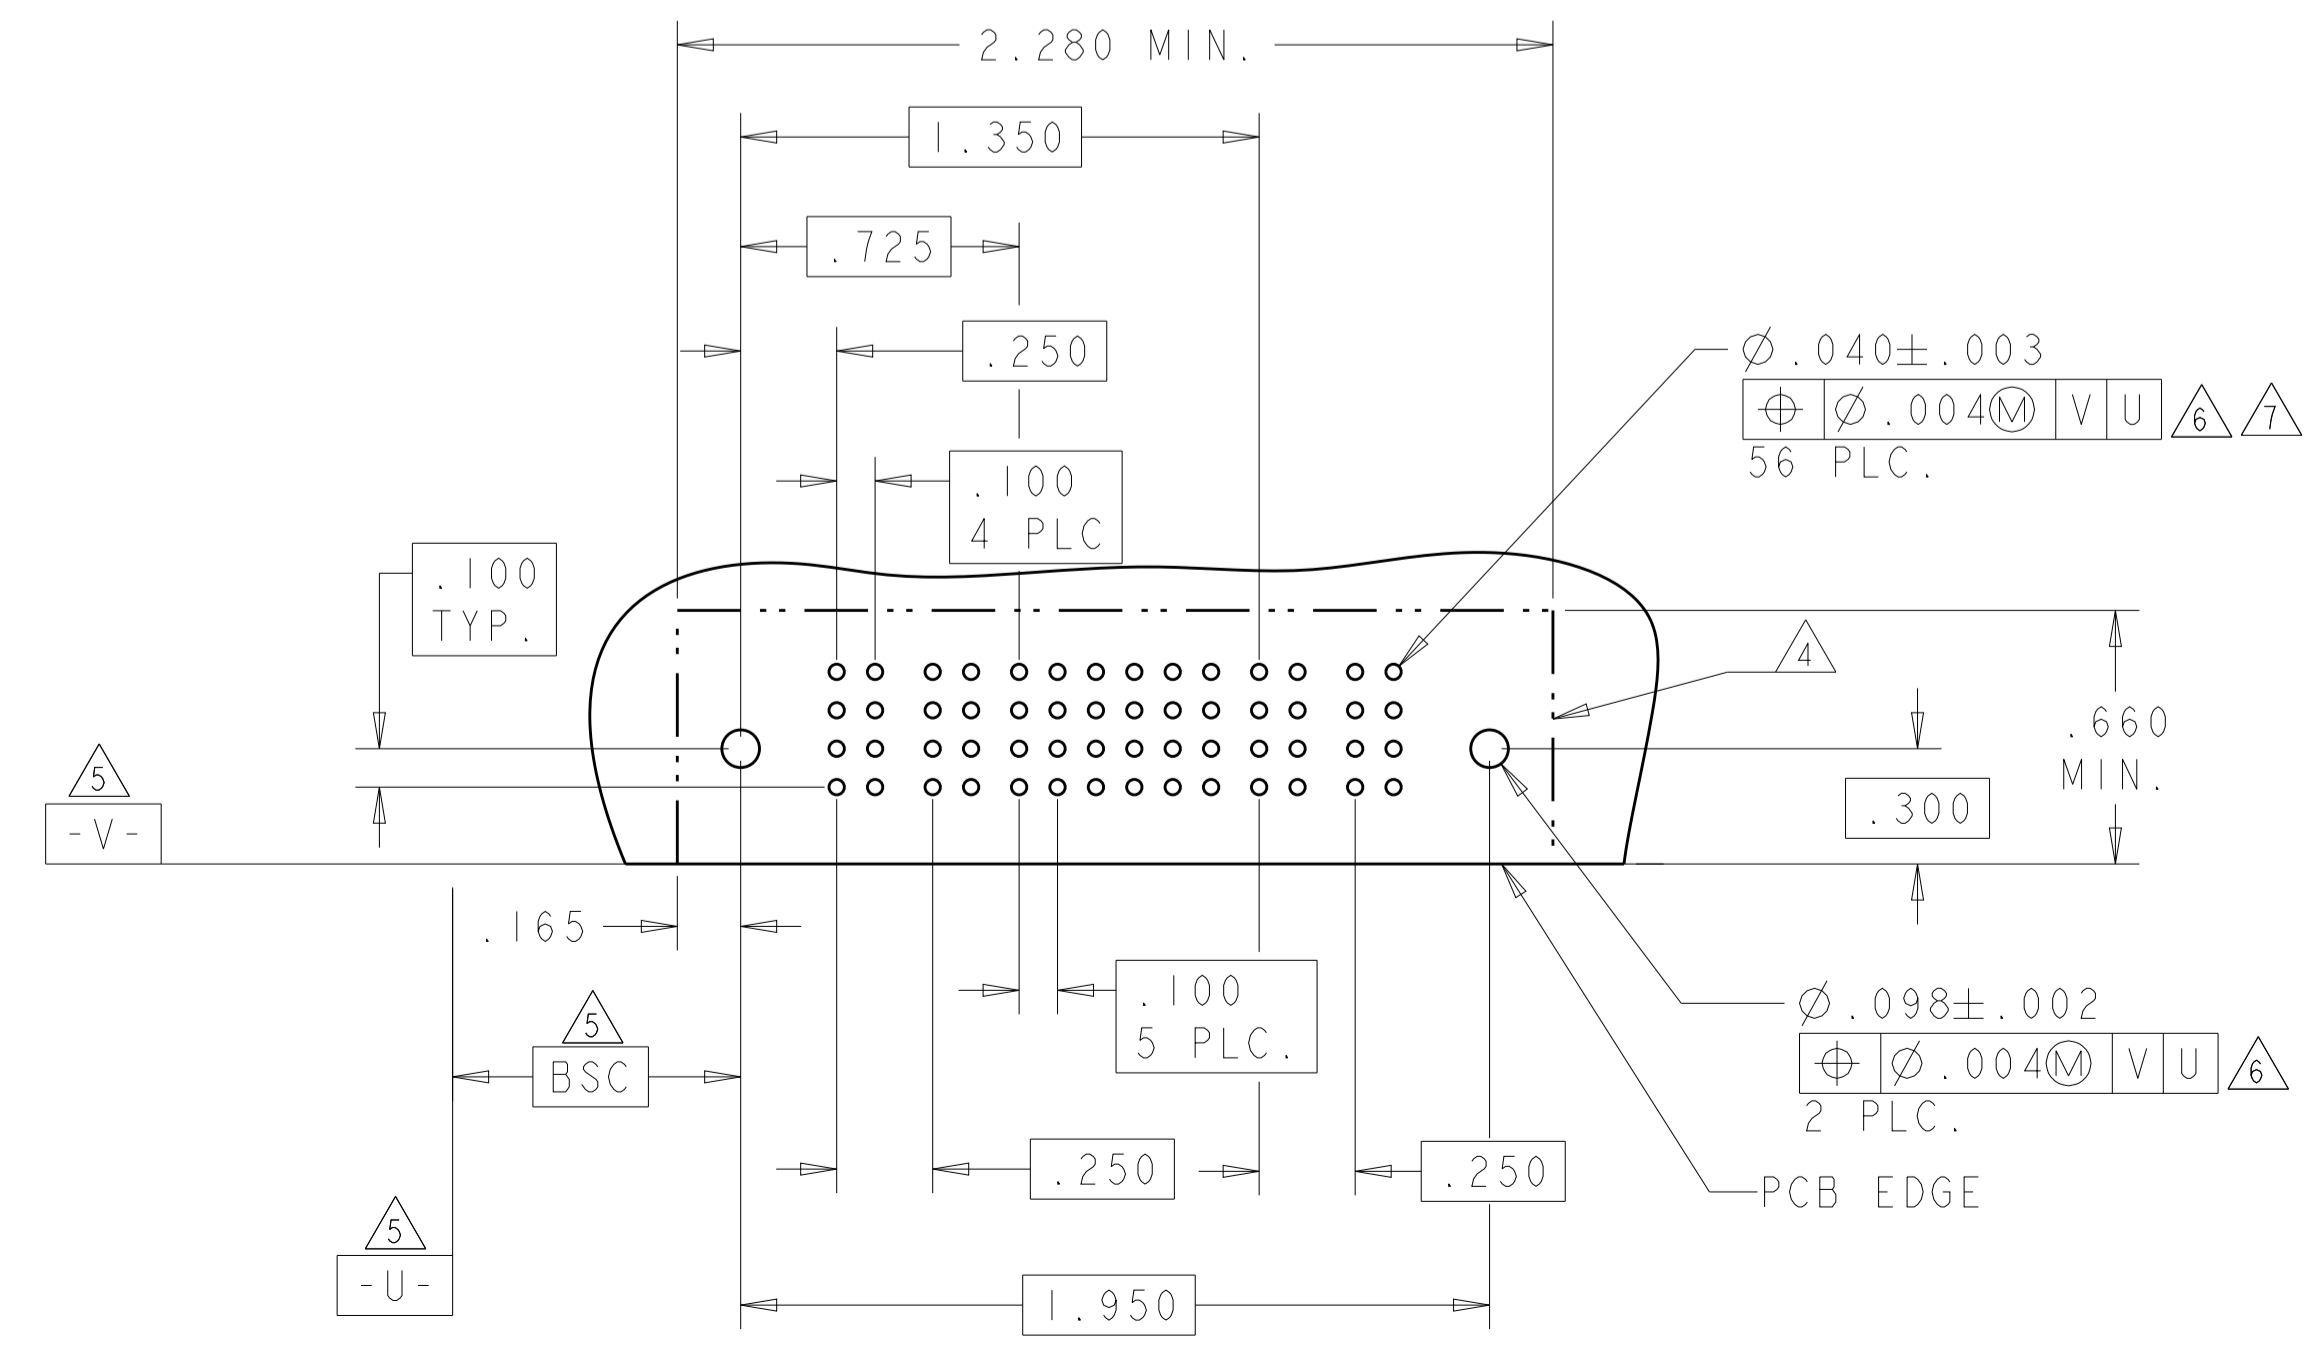 2.280 MIN.
1.350
.725
.250
Ø.040±.003
⌖ Ø.004Ⓜ V U 6 7
56 PLC.
.100
4 PLC
.100
TYP.
4
.660
MIN.
5
-V-
.300
.165
.100
5 PLC.
Ø.098±.002
⌖ Ø.004Ⓜ V U 6
2 PLC.
5
BSC
.250
.250
PCB EDGE
5
-U-
1.950